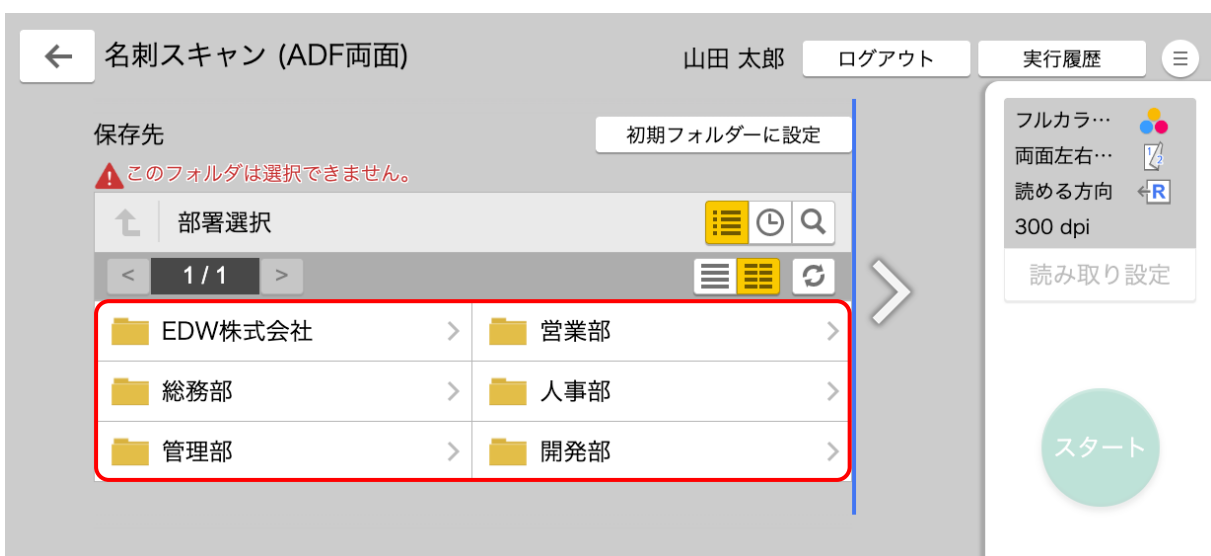 名刺スキャン (ADF両面)
山田 太郎
ログアウト
実行履歴
保存先
初期フォルダーに設定
このフォルダは選択できません。
部署選択
< 1 / 1 >
EDW株式会社
営業部
総務部
人事部
管理部
開発部
フルカラ…
両面左右…
1/2
読める方向
R
300 dpi
読み取り設定
スタート